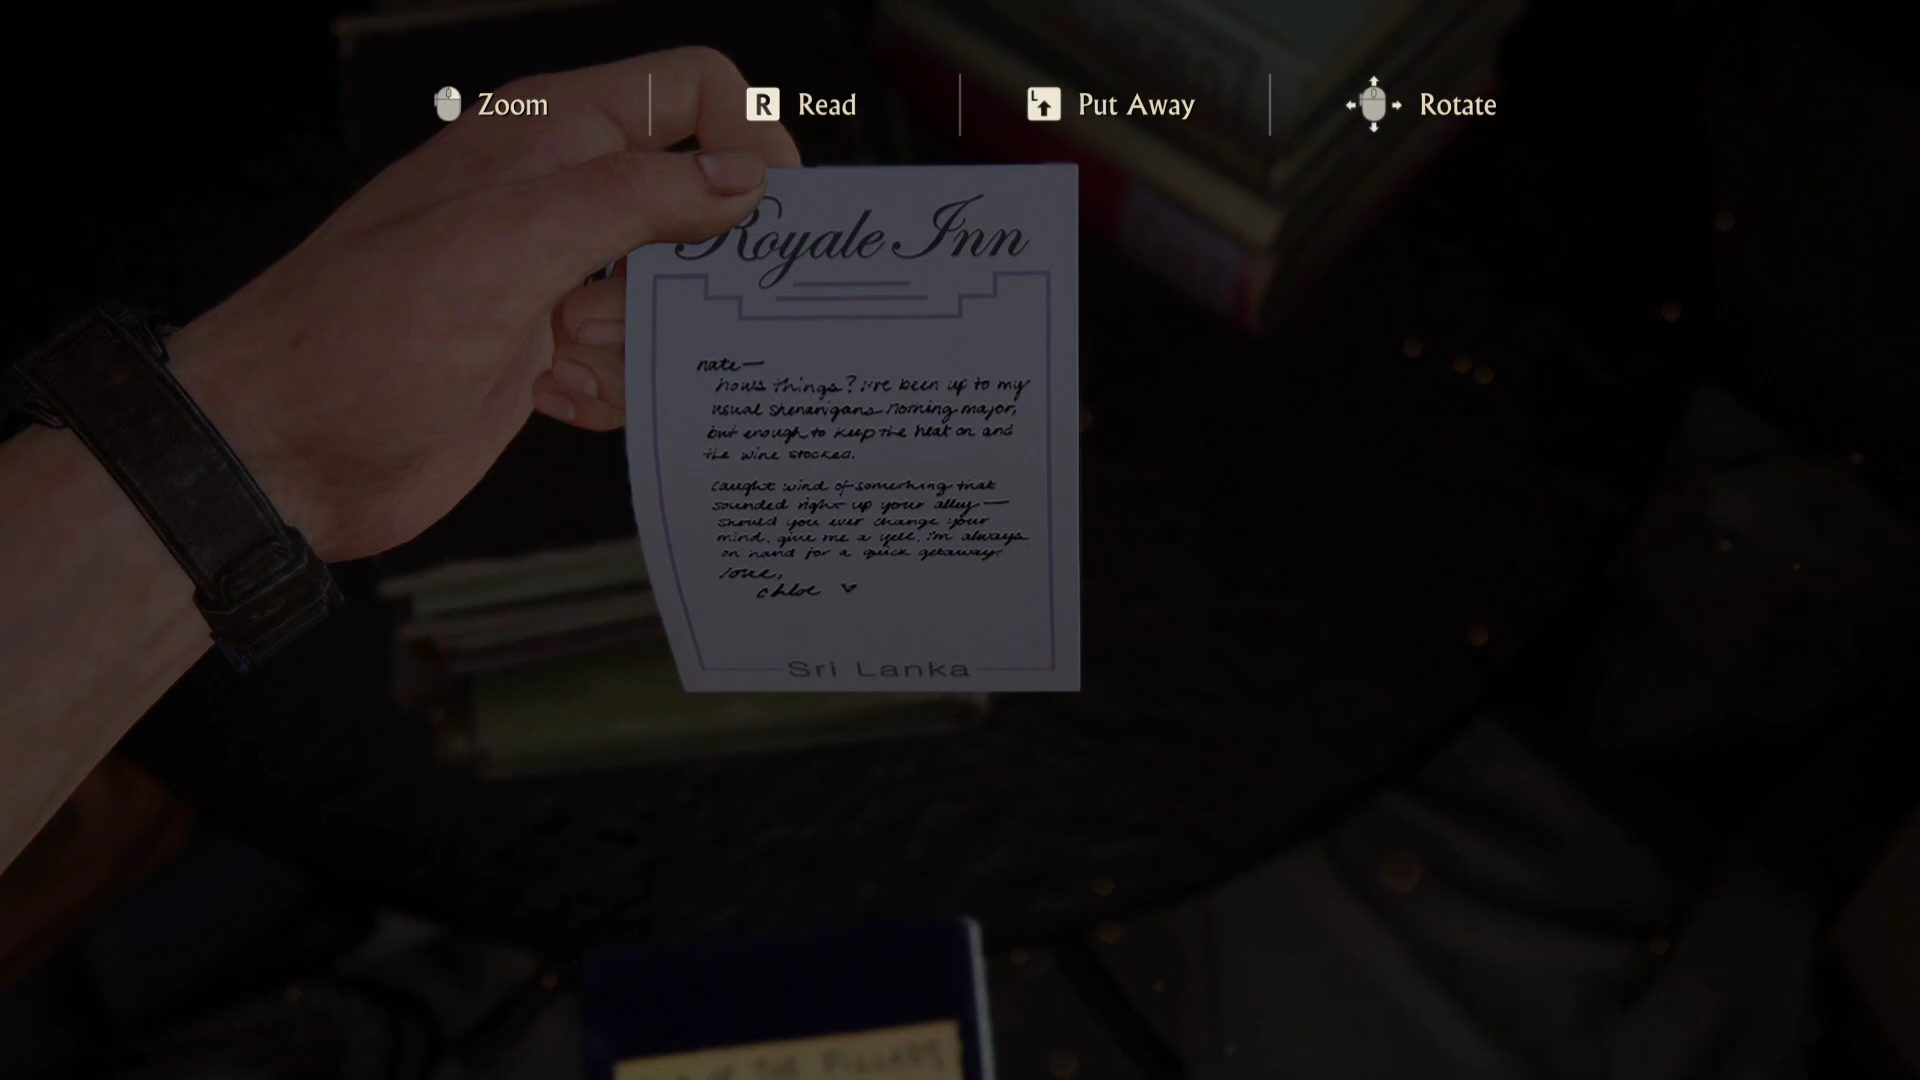 Zoom
R Read
L Put Away
Rotate
Royale Inn
nate—
hows things? i've been up to my
usual shenanigans. Nothing major,
but enough to keep the heat on and
the wine stocked.
caught wind of something that
sounded right up your alley—
should you ever change your
mind, give me a yell. i'm always
on hand for a quick getaway.
love,
chloe
Sri Lanka
OF THE PILLARS